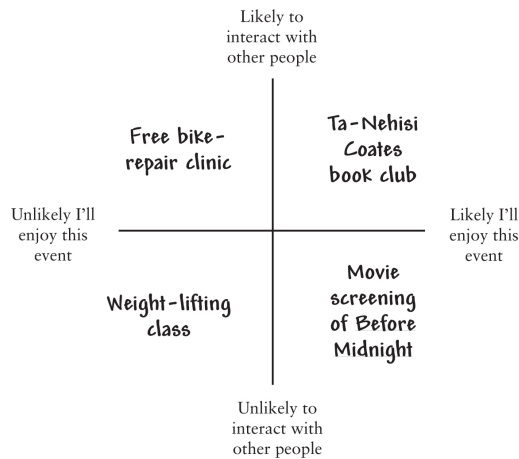 Likely to
interact with
other people
Free bike-
repair clinic
Ta-Nehisi
Coates
book club
Unlikely I'll
enjoy this
event
Likely I'll
enjoy this
event
Weight-lifting
class
Movie
screening
of Before
Midnight
Unlikely to
interact with
other people